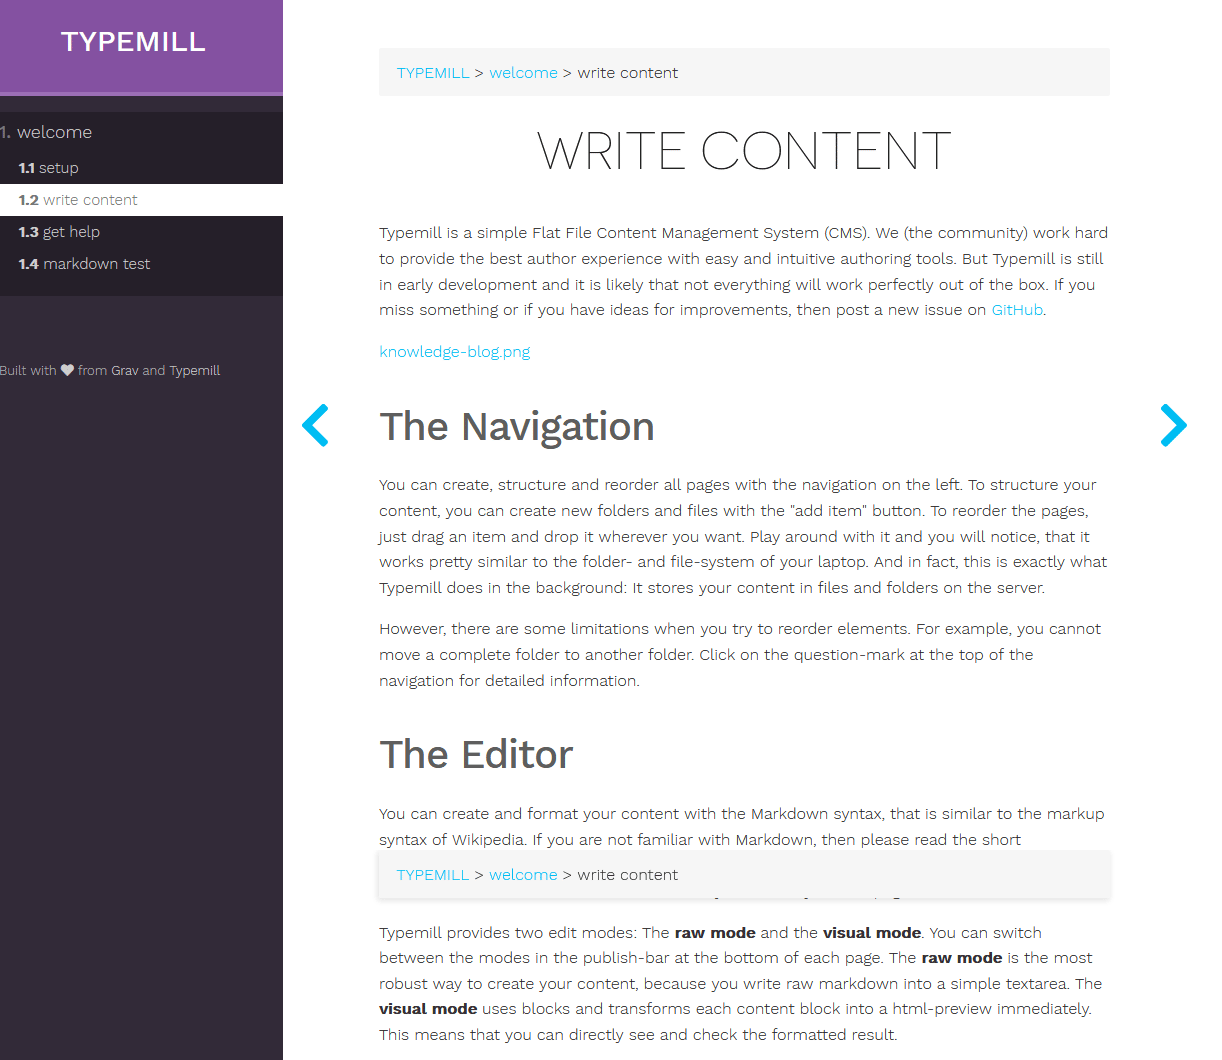 TYPEMILL
1. welcome
1.1 setup
1.2 write content
1.3 get help
1.4 markdown test
Built with from Grav and Typemill
TYPEMILL > welcome > write content
WRITE CONTENT
Typemill is a simple Flat File Content Management System (CMS). We (the community) work hard
to provide the best author experience with easy and intuitive authoring tools. But Typemill is still
in early development and it is likely that not everything will work perfectly out of the box. If you
miss something or if you have ideas for improvements, then post a new issue on GitHub.
knowledge-blog.png
The Navigation
You can create, structure and reorder all pages with the navigation on the left. To structure your
content, you can create new folders and files with the "add item" button. To reorder the pages,
just drag an item and drop it wherever you want. Play around with it and you will notice, that it
works pretty similar to the folder- and file-system of your laptop. And in fact, this is exactly what
Typemill does in the background: It stores your content in files and folders on the server.
However, there are some limitations when you try to reorder elements. For example, you cannot
move a complete folder to another folder. Click on the question-mark at the top of the
navigation for detailed information.
The Editor
You can create and format your content with the Markdown syntax, that is similar to the markup
syntax of Wikipedia. If you are not familiar with Markdown, then please read the short
TYPEMILL > welcome > write content
Typemill provides two edit modes: The raw mode and the visual mode. You can switch
between the modes in the publish-bar at the bottom of each page. The raw mode is the most
robust way to create your content, because you write raw markdown into a simple textarea. The
visual mode uses blocks and transforms each content block into a html-preview immediately.
This means that you can directly see and check the formatted result.